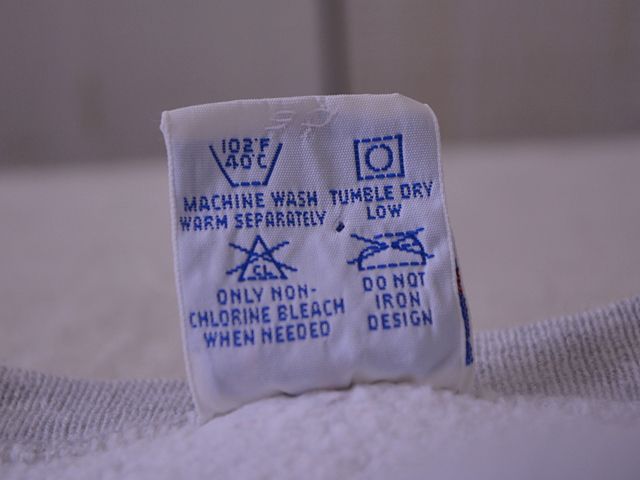 102°F
40°C
MACHINE WASH
WARM SEPARATELY
TUMBLE DRY
LOW
CL
ONLY NON-
CHLORINE BLEACH
WHEN NEEDED
DO NOT
IRON
DESIGN